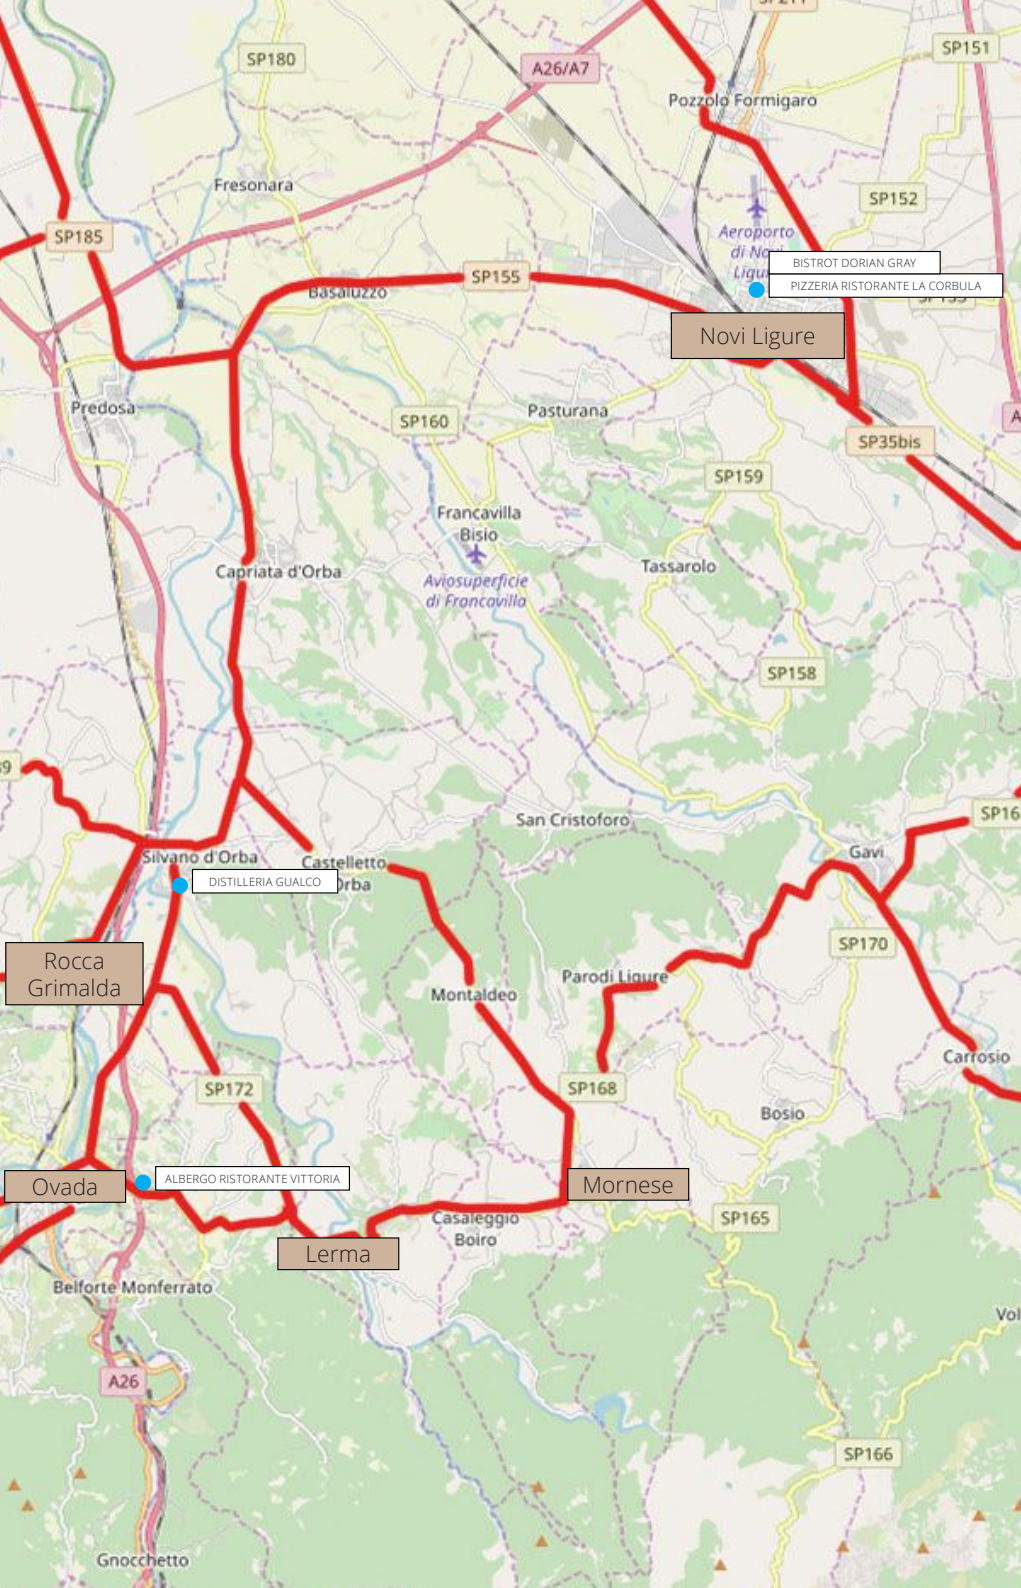 SP211
SP180
SP151
A26/A7
Pozzolo Formigaro
Fresonara
SP152
SP185
Aeroporto
di Novi
Ligure
BISTROT DORIAN GRAY
PIZZERIA RISTORANTE LA CORBULA
SP155
Basaluzzo
Novi Ligure
Predosa
SP160
Pasturana
A
SP35bis
SP159
Francavilla
Bisio
Capriata d'Orba
Aviosuperficie
di Francavilla
Tassarolo
SP158
9
San Cristoforo
SP16
Silvano d'Orba
Castelletto
Orba
Gavi
DISTILLERIA GUALCO
Rocca
Grimalda
SP170
Parodi Ligure
Montaldeo
Carrosio
SP172
SP168
Bosio
Ovada
ALBERGO RISTORANTE VITTORIA
Mornese
Casaleggio
Boiro
SP165
Lerma
Belforte Monferrato
Vol
A26
SP166
Gnocchetto